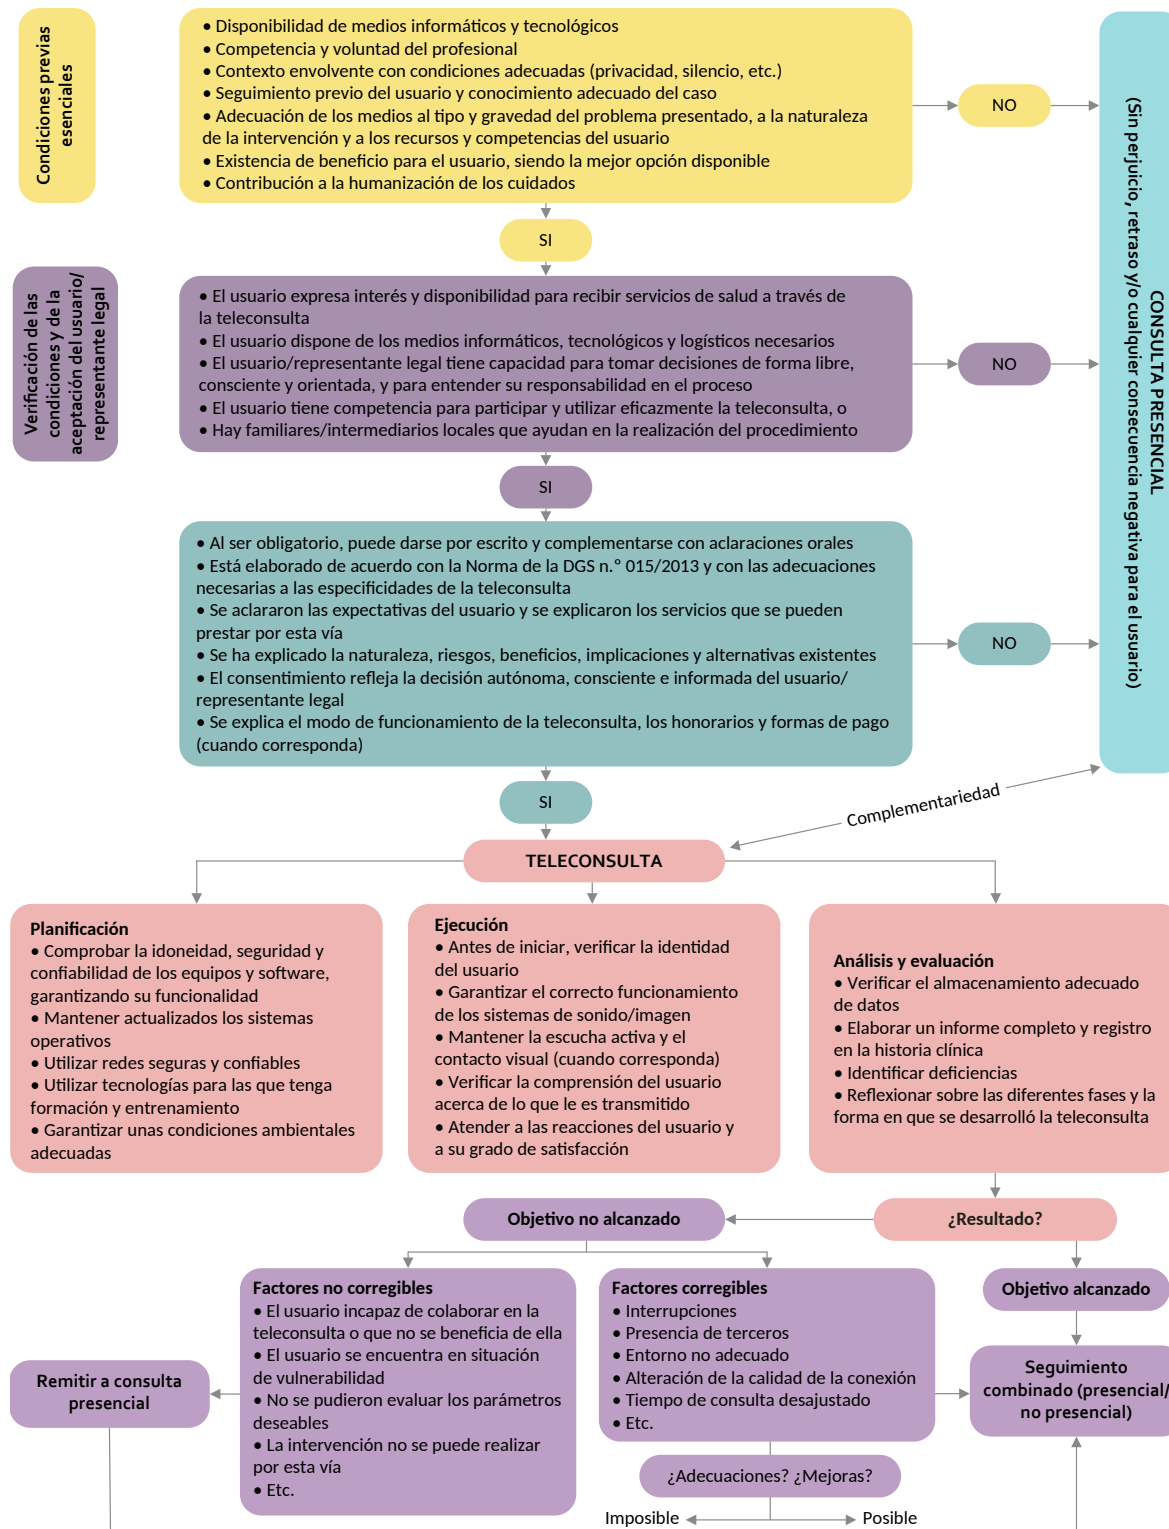 Condiciones previas
esenciales
• Disponibilidad de medios informáticos y tecnológicos
• Competencia y voluntad del profesional
• Contexto envolvente con condiciones adecuadas (privacidad, silencio, etc.)
• Seguimiento previo del usuario y conocimiento adecuado del caso
• Adecuación de los medios al tipo y gravedad del problema presentado, a la naturaleza
de la intervención y a los recursos y competencias del usuario
• Existencia de beneficio para el usuario, siendo la mejor opción disponible
• Contribución a la humanización de los cuidados
NO
CONSULTA PRESENCIAL
(Sin perjuicio, retraso y/o cualquier consecuencia negativa para el usuario)
SI
Verificación de las
condiciones y de la
aceptación del usuario/
representante legal
• El usuario expresa interés y disponibilidad para recibir servicios de salud a través de
la teleconsulta
• El usuario dispone de los medios informáticos, tecnológicos y logísticos necesarios
• El usuario/representante legal tiene capacidad para tomar decisiones de forma libre,
consciente y orientada, y para entender su responsabilidad en el proceso
• El usuario tiene competencia para participar y utilizar eficazmente la teleconsulta, o
• Hay familiares/intermediarios locales que ayudan en la realización del procedimiento
NO
SI
• Al ser obligatorio, puede darse por escrito y complementarse con aclaraciones orales
• Está elaborado de acuerdo con la Norma de la DGS n.º 015/2013 y con las adecuaciones
necesarias a las especificidades de la teleconsulta
• Se aclararon las expectativas del usuario y se explicaron los servicios que se pueden
prestar por esta vía
• Se ha explicado la naturaleza, riesgos, beneficios, implicaciones y alternativas existentes
• El consentimiento refleja la decisión autónoma, consciente e informada del usuario/
representante legal
• Se explica el modo de funcionamiento de la teleconsulta, los honorarios y formas de pago
(cuando corresponda)
NO
SI
Complementariedad
TELECONSULTA
Planificación
• Comprobar la idoneidad, seguridad y
confiabilidad de los equipos y software,
garantizando su funcionalidad
• Mantener actualizados los sistemas
operativos
• Utilizar redes seguras y confiables
• Utilizar tecnologías para las que tenga
formación y entrenamiento
• Garantizar unas condiciones ambientales
adecuadas
Ejecución
• Antes de iniciar, verificar la identidad
del usuario
• Garantizar el correcto funcionamiento
de los sistemas de sonido/imagen
• Mantener la escucha activa y el
contacto visual (cuando corresponda)
• Verificar la comprensión del usuario
acerca de lo que le es transmitido
• Atender a las reacciones del usuario y
a su grado de satisfacción
Análisis y evaluación
• Verificar el almacenamiento adecuado
de datos
• Elaborar un informe completo y registro
en la historia clínica
• Identificar deficiencias
• Reflexionar sobre las diferentes fases y la
forma en que se desarrolló la teleconsulta
Objetivo no alcanzado
¿Resultado?
Factores no corregibles
• El usuario incapaz de colaborar en la
teleconsulta o que no se beneficia de ella
• El usuario se encuentra en situación
de vulnerabilidad
• No se pudieron evaluar los parámetros
deseables
• La intervención no se puede realizar
por esta vía
• Etc.
Factores corregibles
• Interrupciones
• Presencia de terceros
• Entorno no adecuado
• Alteración de la calidad de la conexión
• Tiempo de consulta desajustado
• Etc.
Objetivo alcanzado
Remitir a consulta
presencial
Seguimiento
combinado (presencial/
no presencial)
¿Adecuaciones? ¿Mejoras?
Imposible
Posible